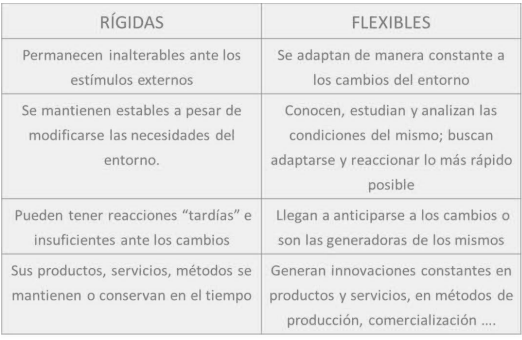 RÍGIDAS
FLEXIBLES
Permanecen inalterables ante los
estímulos externos
Se adaptan de manera constante a
los cambios del entorno
Se mantienen estables a pesar de
modificarse las necesidades del
entorno.
Conocen, estudian y analizan las
condiciones del mismo; buscan
adaptarse y reaccionar lo más rápido
posible
Pueden tener reacciones “tardías” e
insuficientes ante los cambios
Llegan a anticiparse a los cambios o
son las generadoras de los mismos
Sus productos, servicios, métodos se
mantienen o conservan en el tiempo
Generan innovaciones constantes en
productos y servicios, en métodos de
producción, comercialización ....